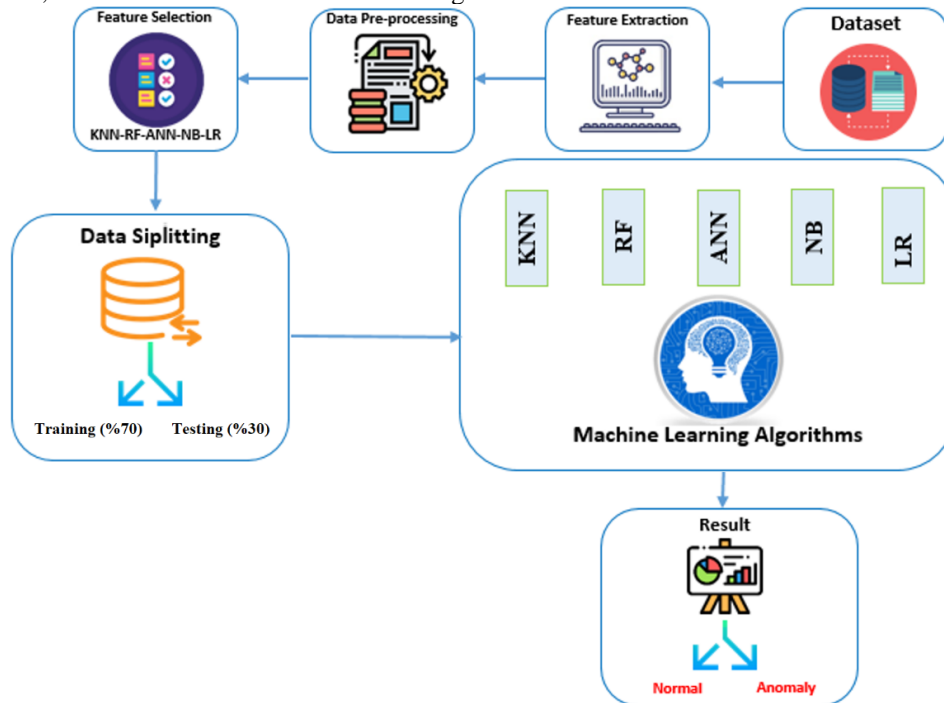 Feature Selection
KNN-RF-ANN-NB-LR
Data Pre-processing
Feature Extraction
Dataset
Data Siplitting
Training (%70)
Testing (%30)
KNN
RF
ANN
NB
LR
Machine Learning Algorithms
Result
Normal
Anomaly